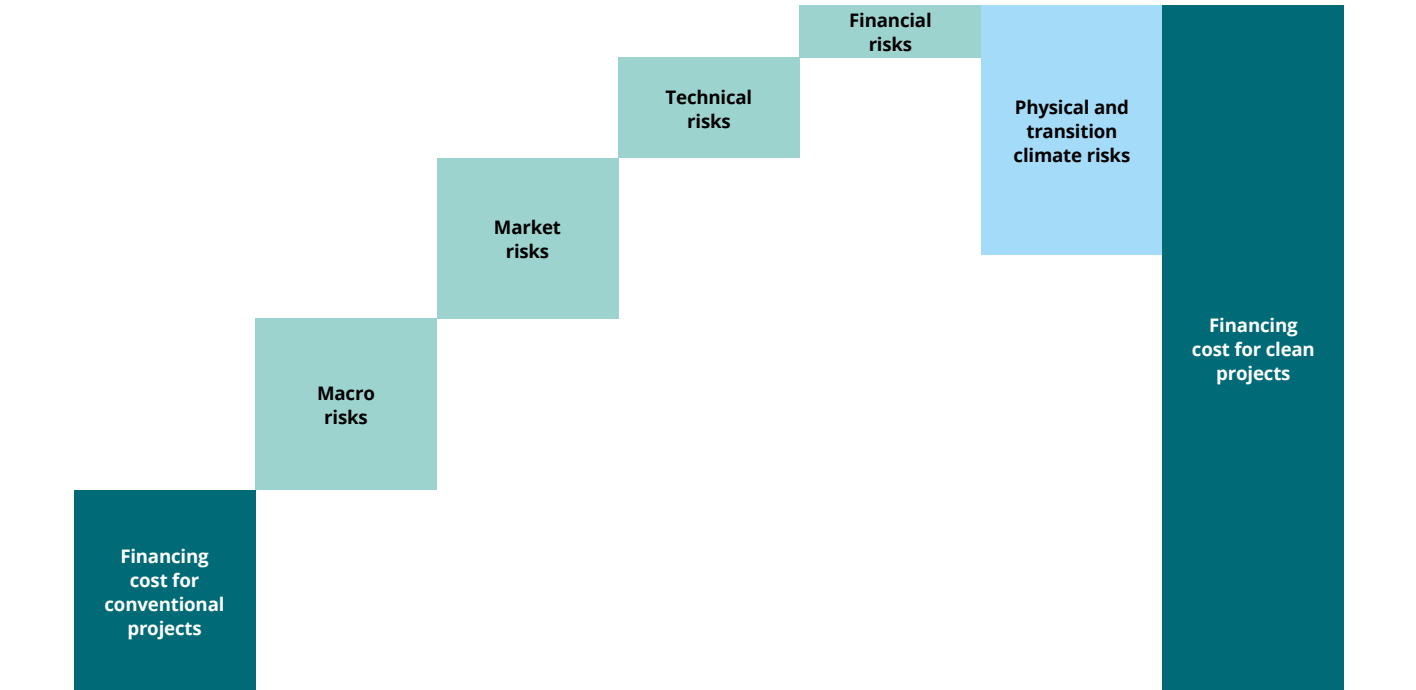 Financial
risks
Technical
risks
Physical and
transition
climate risks
Market
risks
Financing
cost for clean
projects
Macro
risks
Financing
cost for
conventional
projects